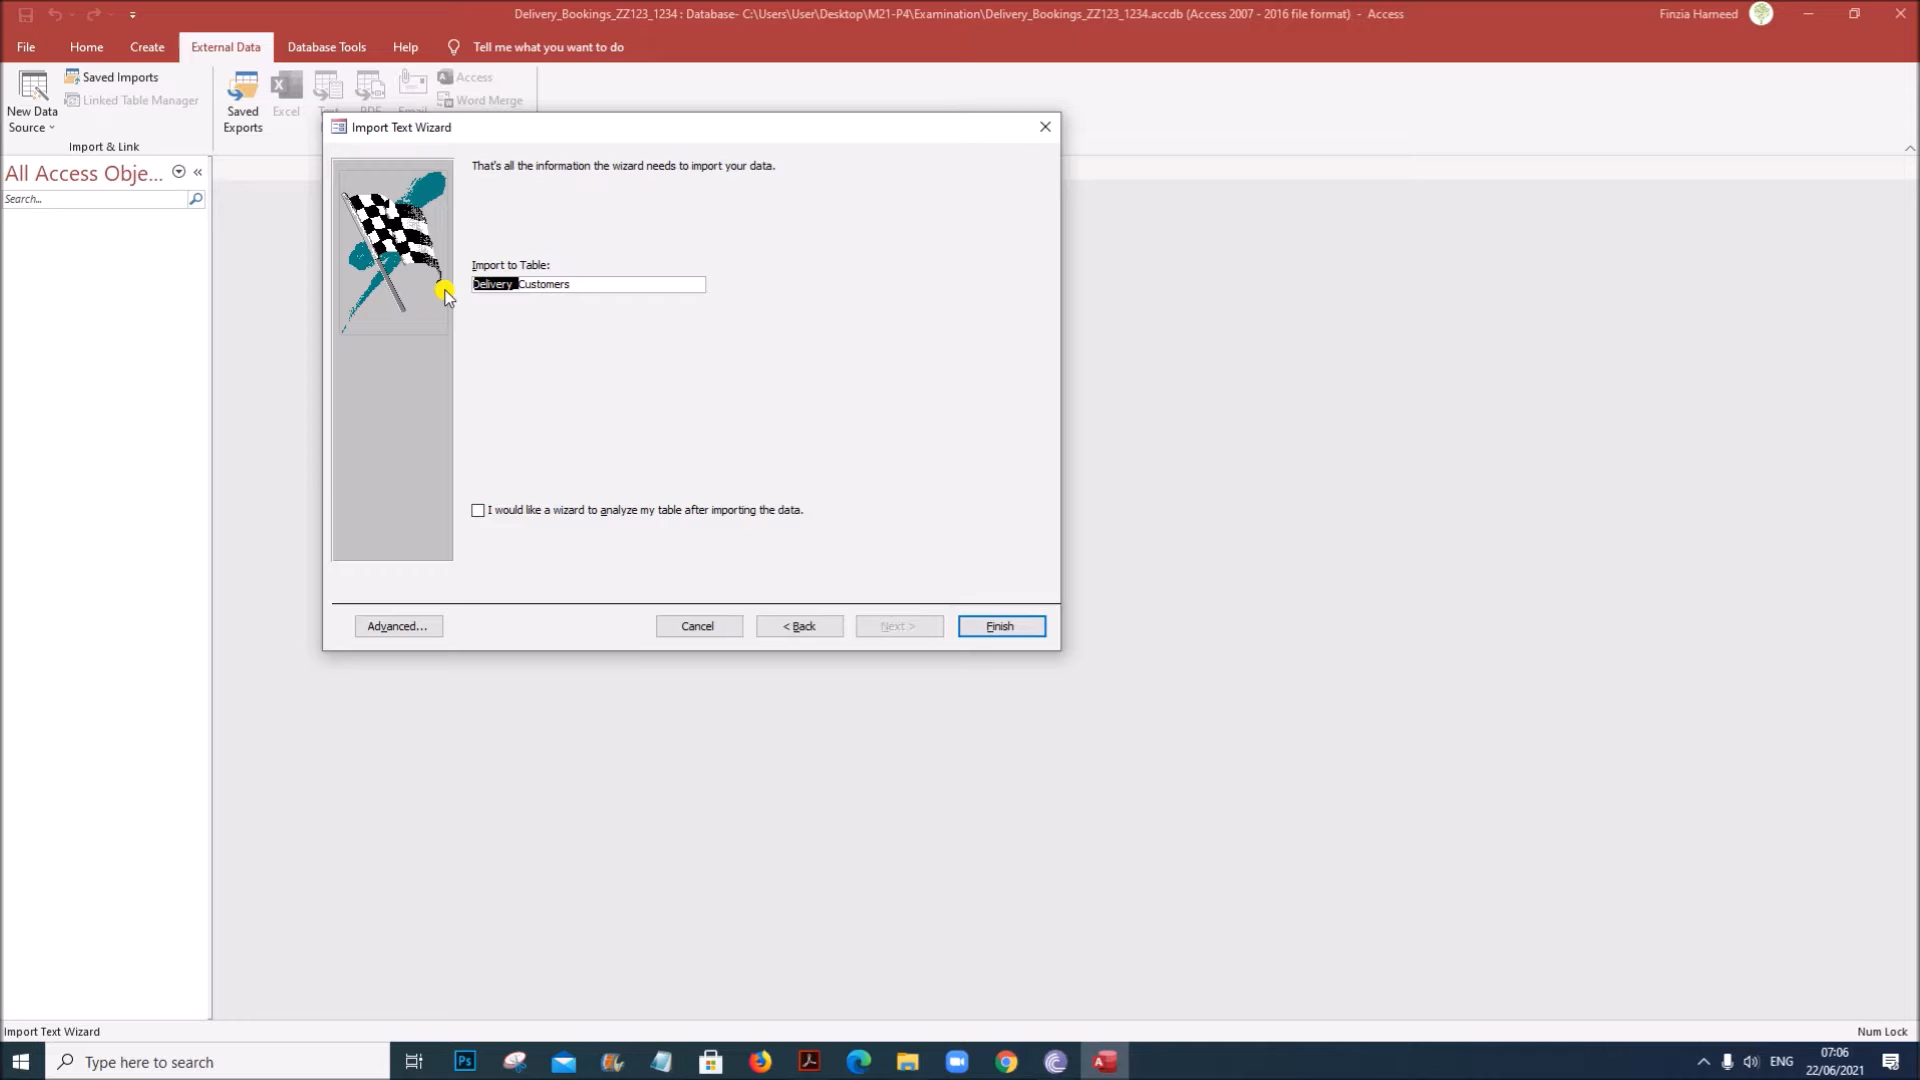 Delivery_Bookings_ZZ123_1234 : Database- C:\Users\User\Desktop\M21-P4\Examination\Delivery_Bookings_ZZ123_1234.accdb (Access 2007 - 2016 file format) - Access
Finzia Hameed
File
Home
Create
External Data
Database Tools
Help
Tell me what you want to do
New Data
Source
Saved Imports
Linked Table Manager
Import & Link
Saved
Exports
Excel
Access
Word Merge
Import Text Wizard
All Access Obje...
Search...
That's all the information the wizard needs to import your data.
Import to Table:
Delivery_Customers
I would like a wizard to analyze my table after importing the data.
Advanced...
Cancel
< Back
Next >
Finish
Import Text Wizard
Num Lock
Type here to search
Ps
ENG
07:06
22/06/2021